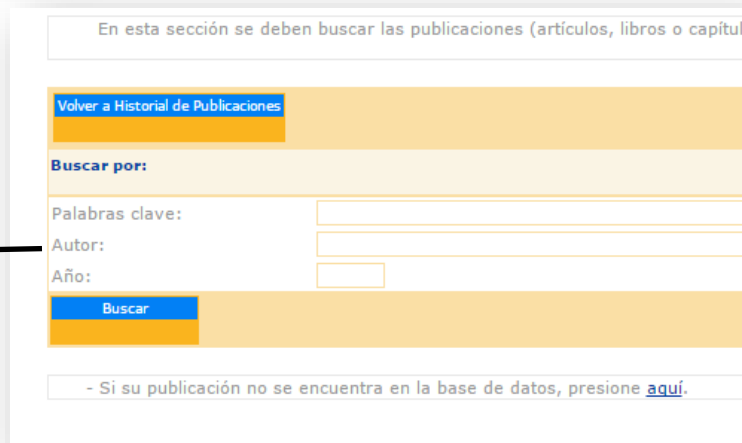 En esta sección se deben buscar las publicaciones (artículos, libros o
Volver a Historial de Publicaciones
Buscar por:
Palabras clave:
Autor:
Año:
Buscar
- Si su publicación no se encuentra en la base de datos, presione aquí.